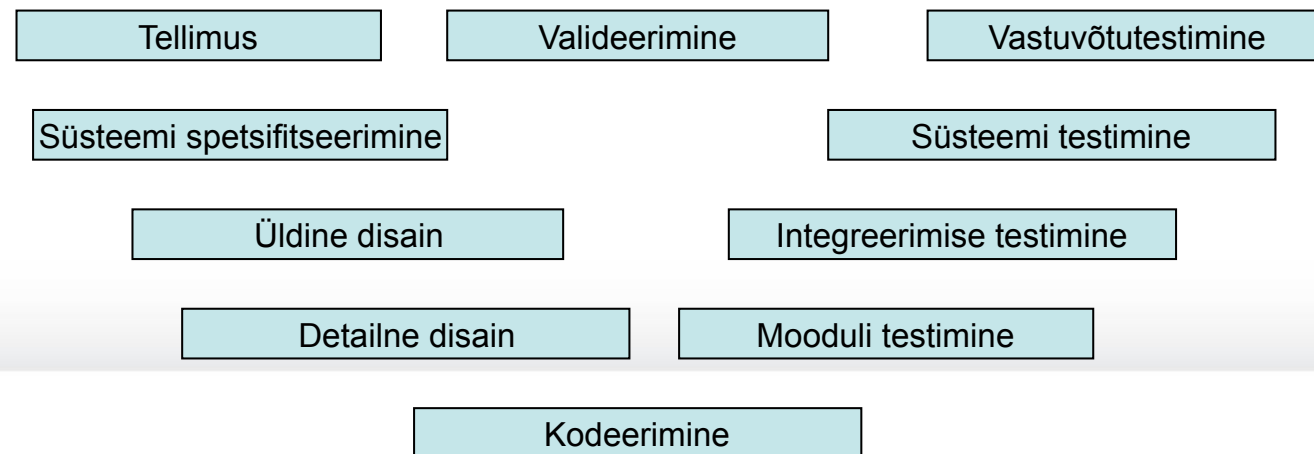 Tellimus
Valideerimine
Vastuvõtutestimine
Süsteemi spetsifitseerimine
Süsteemi testimine
Üldine disain
Integreerimise testimine
Detailne disain
Mooduli testimine
Kodeerimine